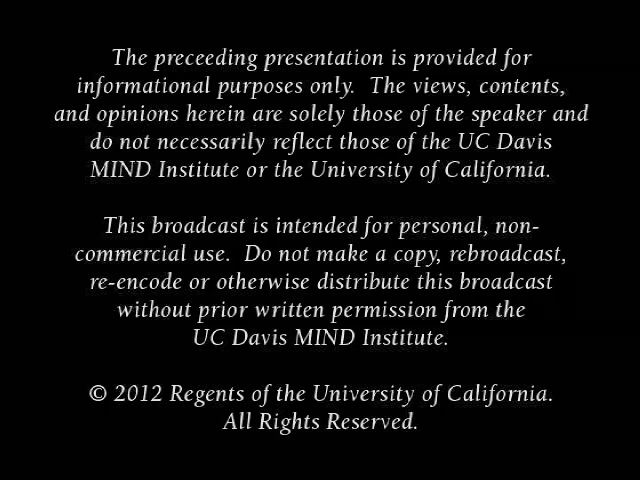 The preceeding presentation is provided for
informational purposes only.  The views, contents,
and opinions herein are solely those of the speaker and
do not necessarily reflect those of the UC Davis
MIND Institute or the University of California.
This broadcast is intended for personal, non-
commercial use.  Do not make a copy, rebroadcast,
re-encode or otherwise distribute this broadcast
without prior written permission from the
UC Davis MIND Institute.
© 2012 Regents of the University of California.
All Rights Reserved.